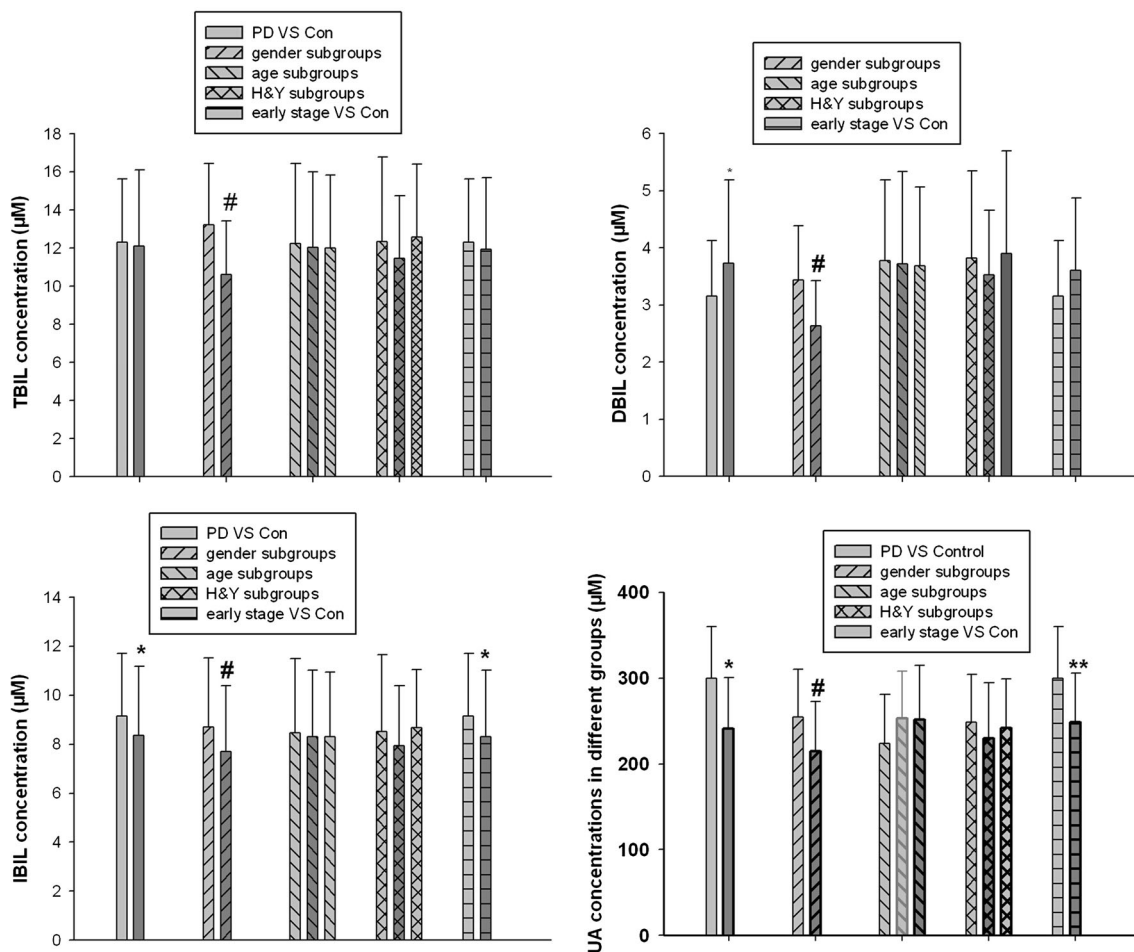 PD VS Con
gender subgroups
age subgroups
H&Y subgroups
early stage VS Con
TBIL concentration (µM)
18
16
14
12
10
8
6
4
2
0
#
gender subgroups
age subgroups
H&Y subgroups
early stage VS Con
DBIL concentration (µM)
6
5
4
3
2
1
0
*
#
PD VS Con
gender subgroups
age subgroups
H&Y subgroups
early stage VS Con
IBIL concentration (µM)
14
12
10
8
6
4
2
0
*
#
*
PD VS Control
gender subgroups
age subgroups
H&Y subgroups
early stage VS Con
UA concentrations in different groups (µM)
400
300
200
100
0
*
#
**